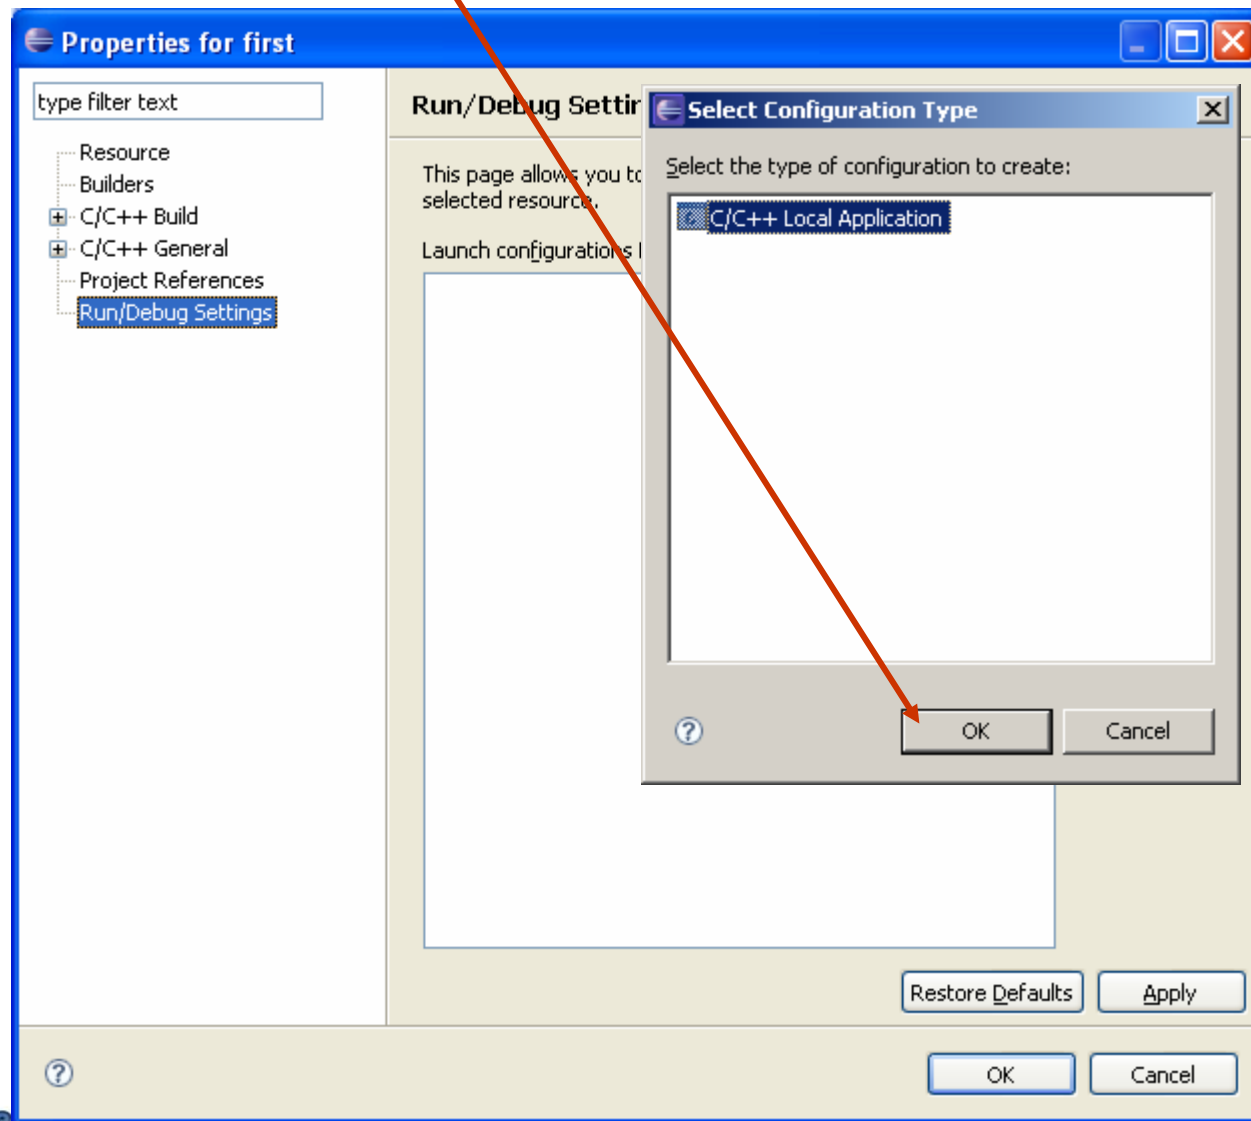 Properties for first
type filter text
Resource
Builders
C/C++ Build
C/C++ General
Project References
Run/Debug Settings
Run/Debug Settin
This page allows you to
selected resource.
Launch configurations
Select Configuration Type
Select the type of configuration to create:
C/C++ Local Application
OK
Cancel
Restore Defaults
Apply
OK
Cancel